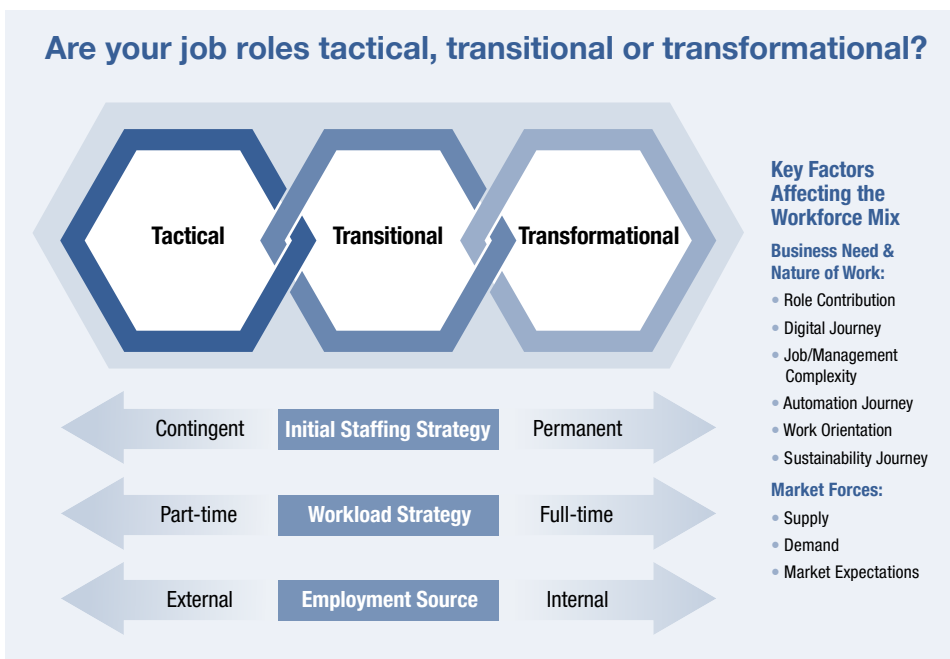 Are your job roles tactical, transitional or transformational?
Tactical
Transitional
Transformational
Contingent
Initial Staffing Strategy
Permanent
Part-time
Workload Strategy
Full-time
External
Employment Source
Internal
Key Factors
Affecting the
Workforce Mix
Business Need &
Nature of Work:
• Role Contribution
• Digital Journey
• Job/Management
Complexity
• Automation Journey
• Work Orientation
• Sustainability Journey
Market Forces:
• Supply
• Demand
• Market Expectations